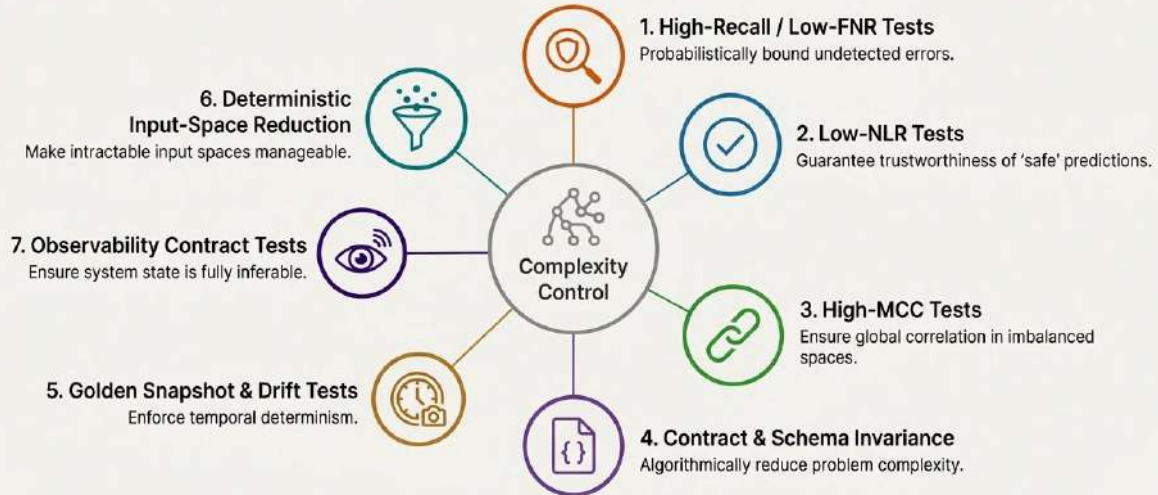 1. High-Recall / Low-FNR Tests
Probabilistically bound undetected errors.
2. Low-NLR Tests
Guarantee trustworthiness of ‘safe’ predictions.
3. High-MCC Tests
Ensure global correlation in imbalanced
spaces.
4. Contract & Schema Invariance
Algorithmically reduce problem complexity.
{}
5. Golden Snapshot & Drift Tests
Enforce temporal determinism.
6. Deterministic
Input-Space Reduction
Make intractable input spaces manageable.
7. Observability Contract Tests
Ensure system state is fully inferable.
Complexity
Control